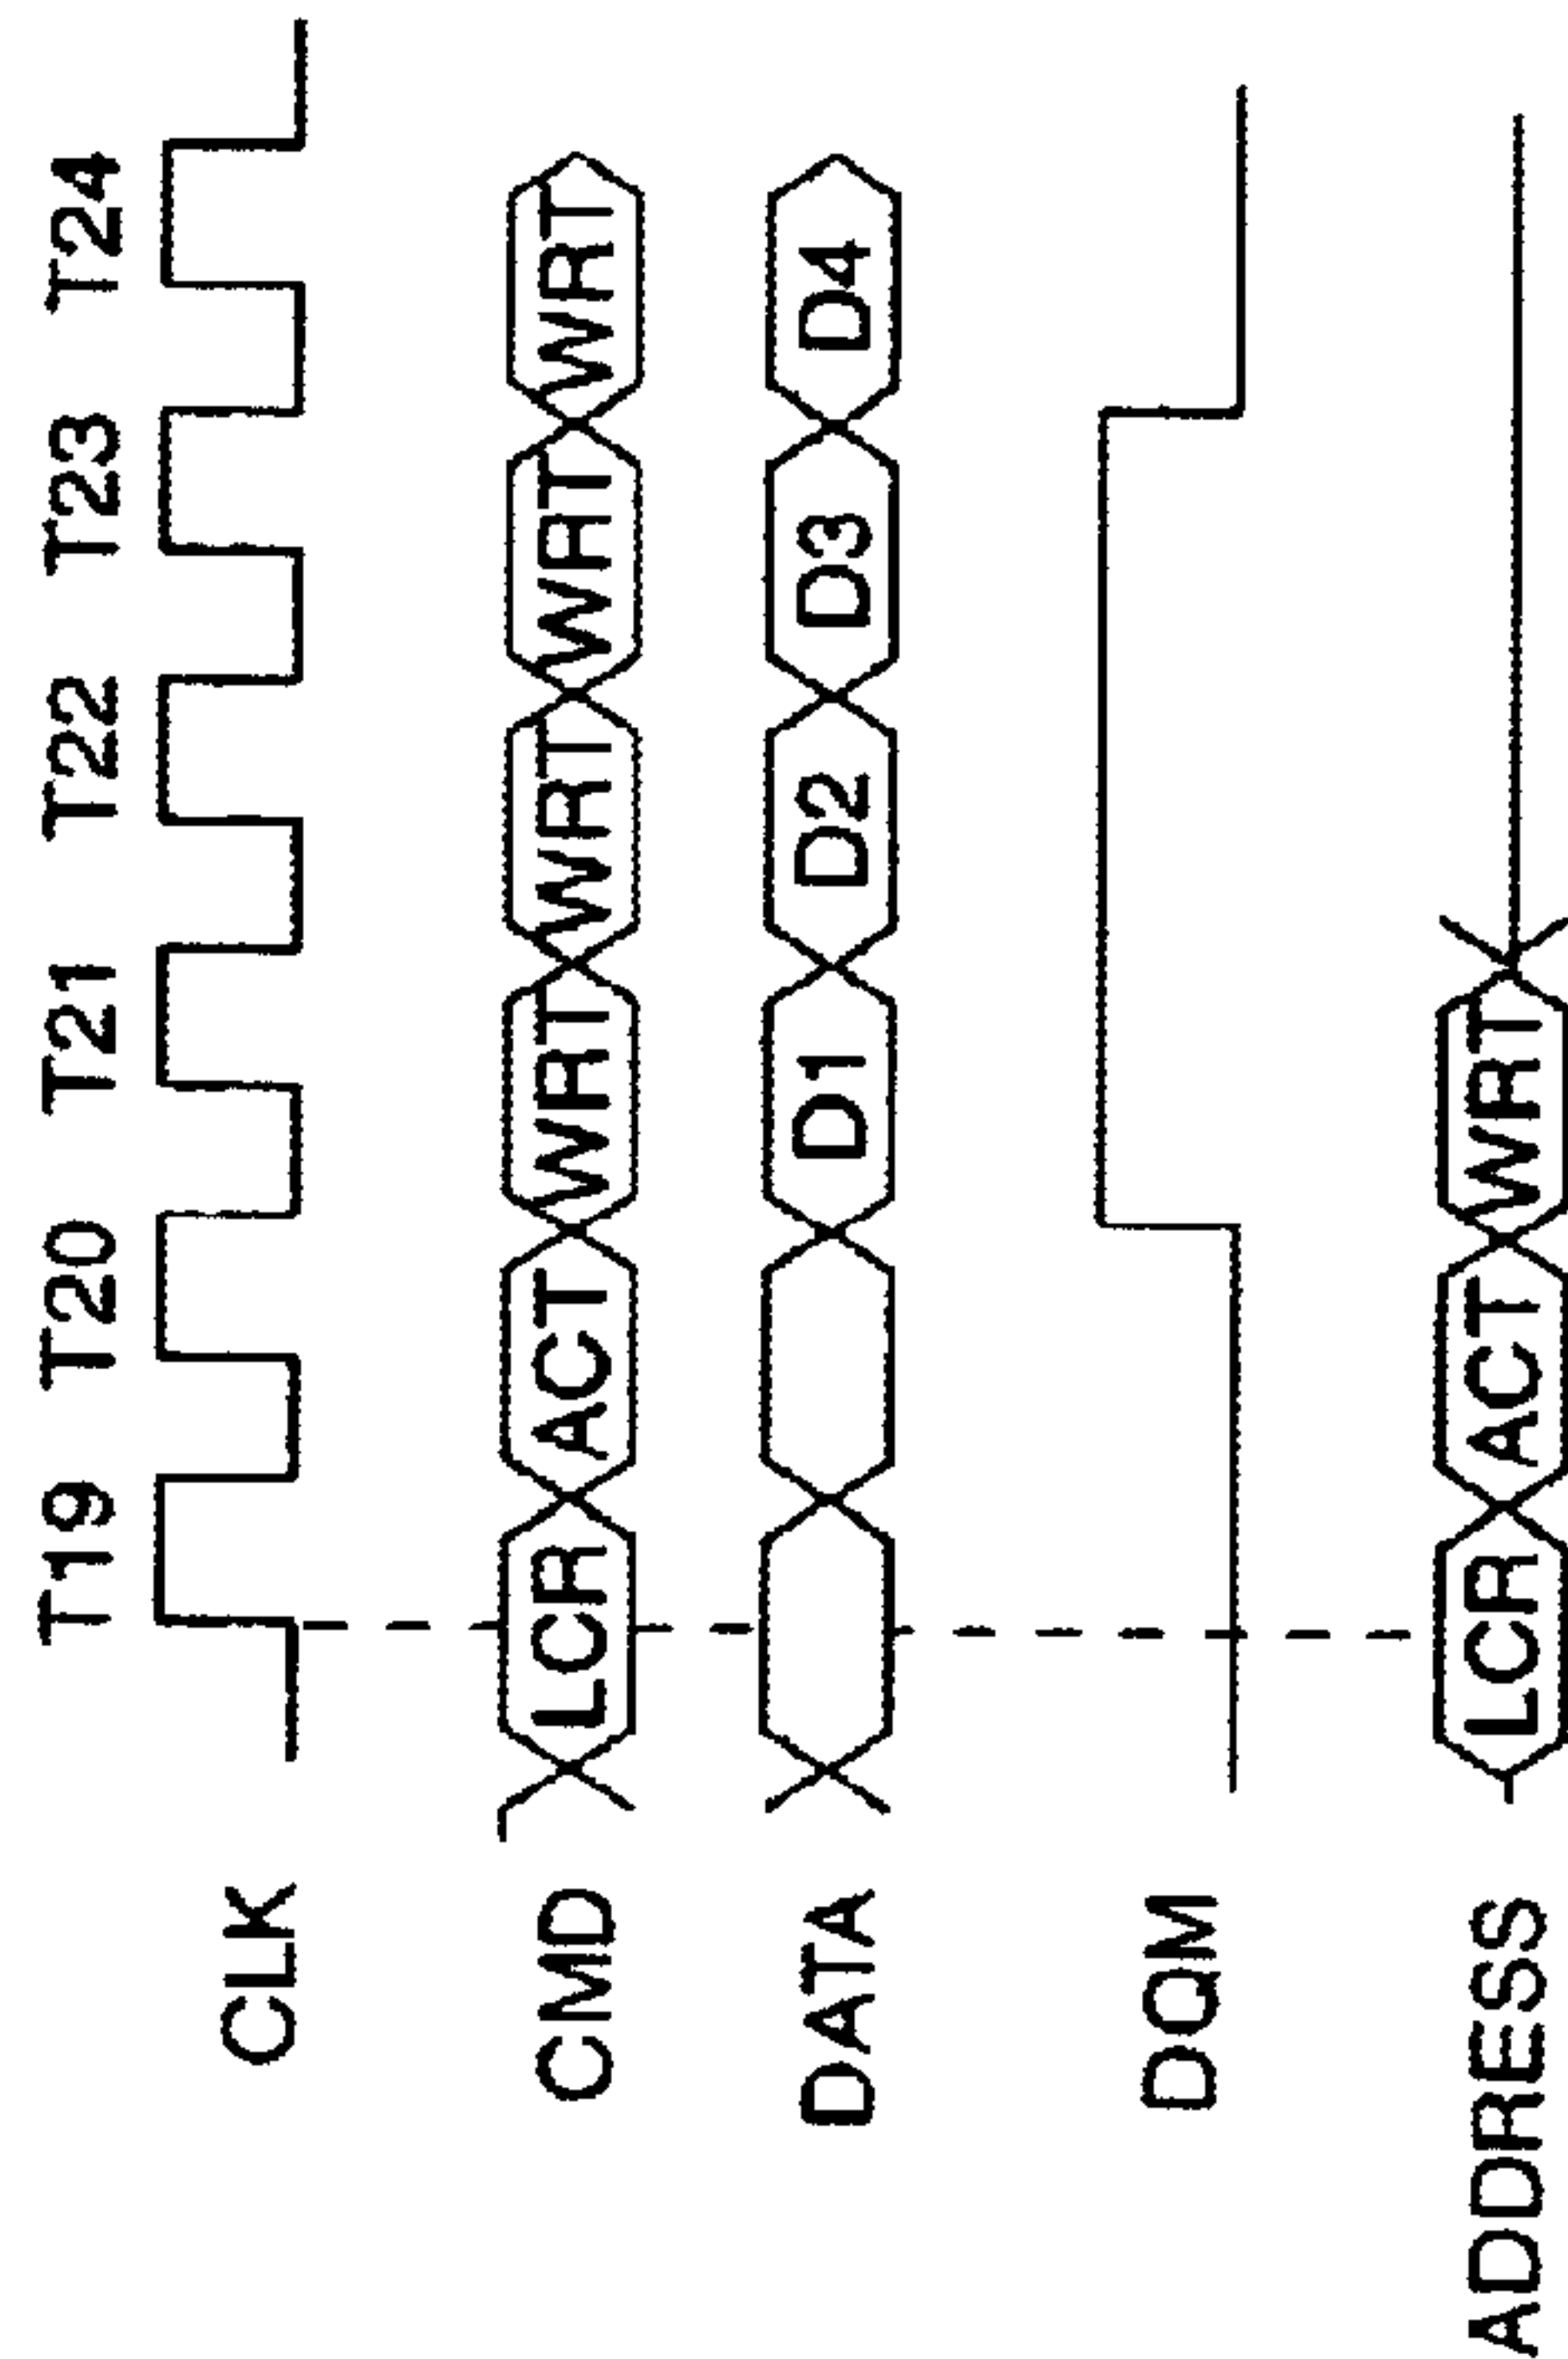 T19 T20 T21 T22 T23 T24
CLK
CMD LCR ACT WRT WRT WRT WRT
DATA D1 D2 D3 D4
DQM
ADDRESS LCR ACT WRT